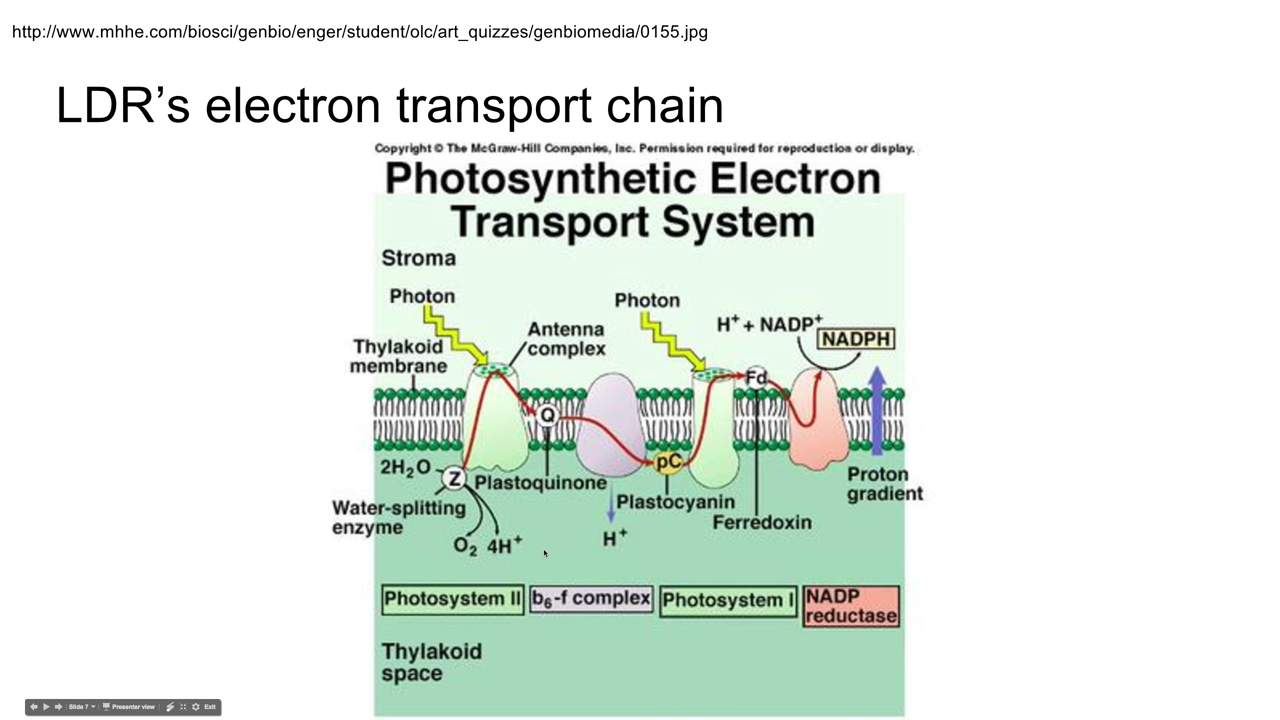 http://www.mhhe.com/biosci/genbio/enger/student/olc/art_quizzes/genbiomedia/0155.jpg
LDR’s electron transport chain
Copyright © The McGraw-Hill Companies, Inc. Permission required for reproduction or display.
Photosynthetic Electron
Transport System
Stroma
Photon
Photon
H⁺ + NADP⁺
NADPH
Antenna
complex
Thylakoid
membrane
Fd
Q
pC
2H₂O
Z
Plastoquinone
Proton
gradient
Plastocyanin
Water-splitting
enzyme
Ferredoxin
O₂ 4H⁺
H⁺
Photosystem II
b₆-f complex
Photosystem I
NADP
reductase
Thylakoid
space
Slide 7
Presenter view
Exit